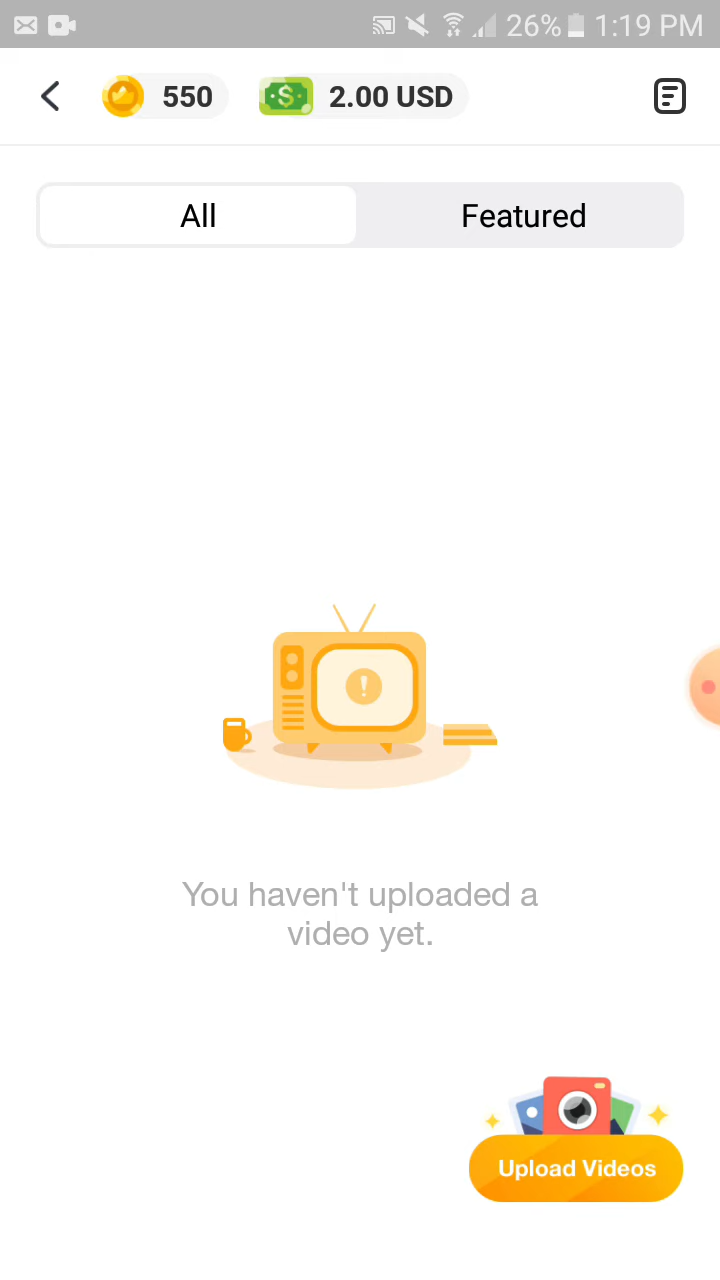 26% 1:19 PM
550 2.00 USD
All Featured
You haven't uploaded a
video yet.
Upload Videos